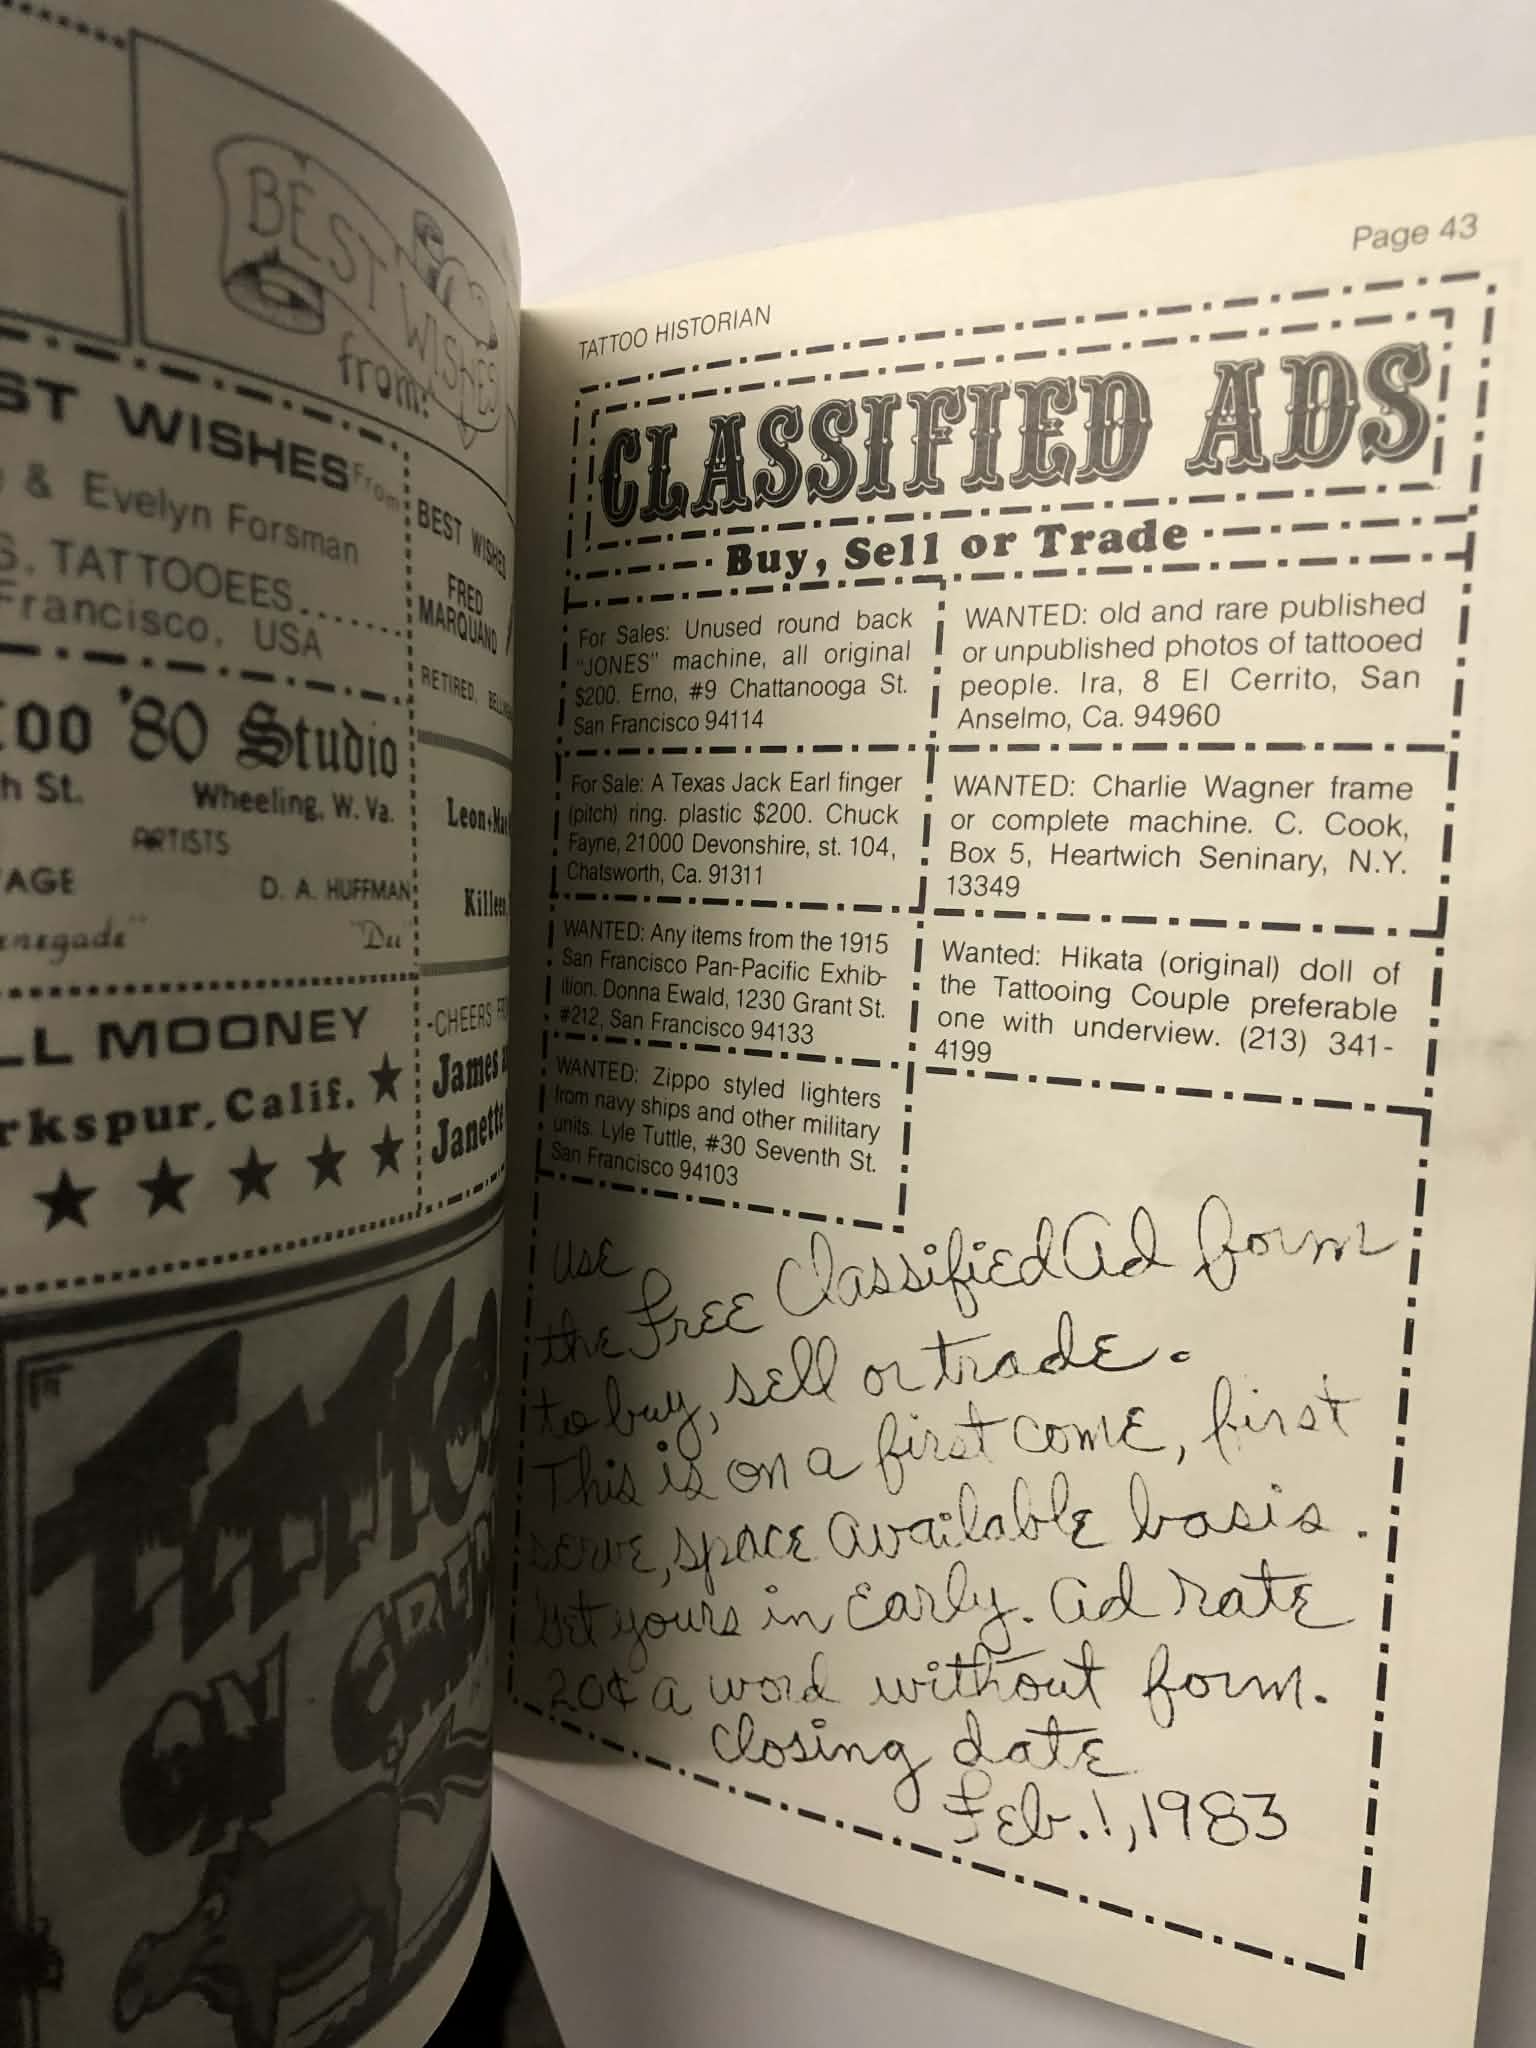 BEST WISHES
from:
ST WISHES From
& Evelyn Forsman
S. TATTOOEES......
Francisco, USA
BEST WISHES
FRED
MARQUAND
RETIRED,
too '80 Studio
h St. Wheeling, W. Va.
ARTISTS
AGE D. A. HUFFMAN
enegade" "Du
Leon+Mae
Killeen,
LL MOONEY
rkspur, Calif.
-CHEERS
James
Janette
Page 43
TATTOO HISTORIAN
CLASSIFIED ADS
Buy, Sell or Trade
For Sales: Unused round back
"JONES" machine, all original
$200. Erno, #9 Chattanooga St.
San Francisco 94114
For Sale: A Texas Jack Earl finger
(pitch) ring. plastic $200. Chuck
Fayne, 21000 Devonshire, st. 104,
Chatsworth, Ca. 91311
WANTED: Any items from the 1915
San Francisco Pan-Pacific Exhib-
ition. Donna Ewald, 1230 Grant St.
#212, San Francisco 94133
WANTED: Zippo styled lighters
from navy ships and other military
units. Lyle Tuttle, #30 Seventh St.
San Francisco 94103
WANTED: old and rare published
or unpublished photos of tattooed
people. Ira, 8 El Cerrito, San
Anselmo, Ca. 94960
WANTED: Charlie Wagner frame
or complete machine. C. Cook,
Box 5, Heartwich Seninary, N.Y.
13349
Wanted: Hikata (original) doll of
the Tattooing Couple preferable
one with underview. (213) 341-
4199
Use
the Free Classified Ad form
to buy, sell or trade.
This is on a first come, first
serve, space available basis.
Get yours in early. Ad rate
20¢ a word without form.
Closing date
Feb. 1, 1983